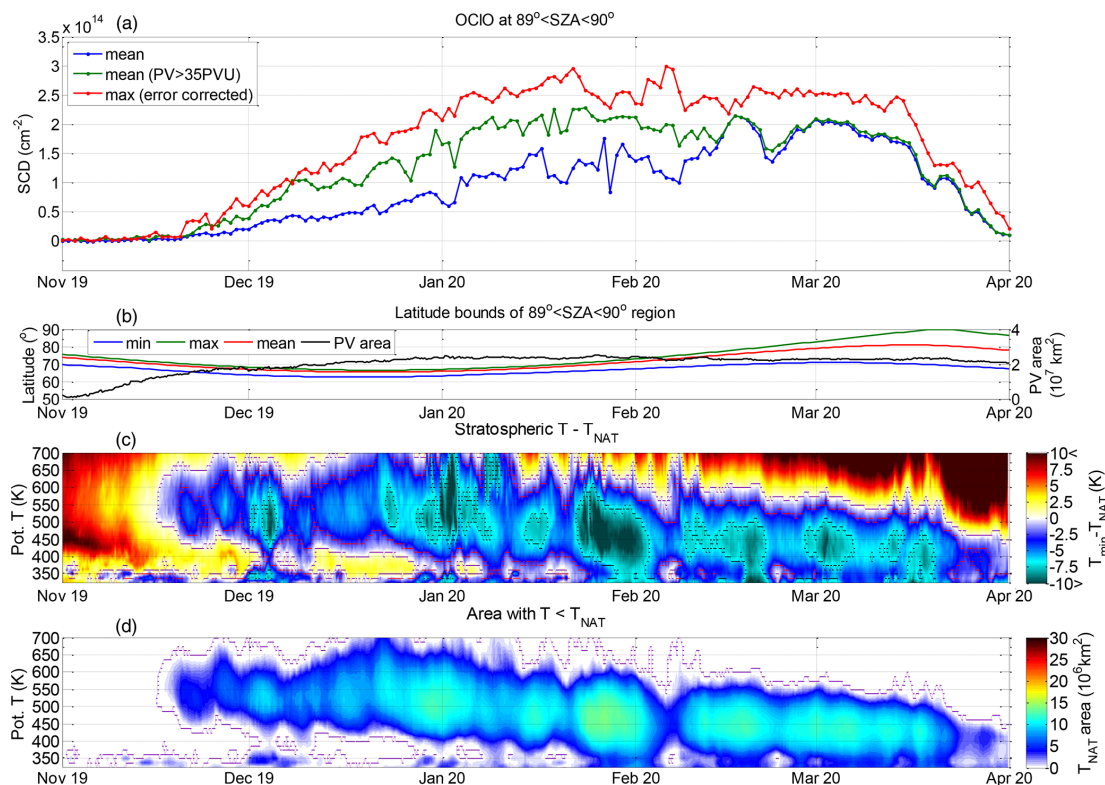 (a)
OClO at 89°<SZA<90°
x 10^14
3.5
3
2.5
2
1.5
1
0.5
0
SCD (cm^-2)
mean
mean (PV>35PVU)
max (error corrected)
Nov 19 Dec 19 Jan 20 Feb 20 Mar 20 Apr 20
(b)
Latitude bounds of 89°<SZA<90° region
90
80
70
60
50
Latitude (°)
min max mean PV area
4
2
0
PV area
(10^7 km^2)
Nov 19 Dec 19 Jan 20 Feb 20 Mar 20 Apr 20
(c)
Stratospheric T - T_NAT
700
650
600
550
500
450
400
350
Pot. T (K)
10<
7.5
5
2.5
0
-2.5
-5
-7.5
-10>
T_min-T_NAT (K)
Nov 19 Dec 19 Jan 20 Feb 20 Mar 20 Apr 20
(d)
Area with T < T_NAT
700
650
600
550
500
450
400
350
Pot. T (K)
30
25
20
15
10
5
0
T_NAT area (10^6km^2)
Nov 19 Dec 19 Jan 20 Feb 20 Mar 20 Apr 20